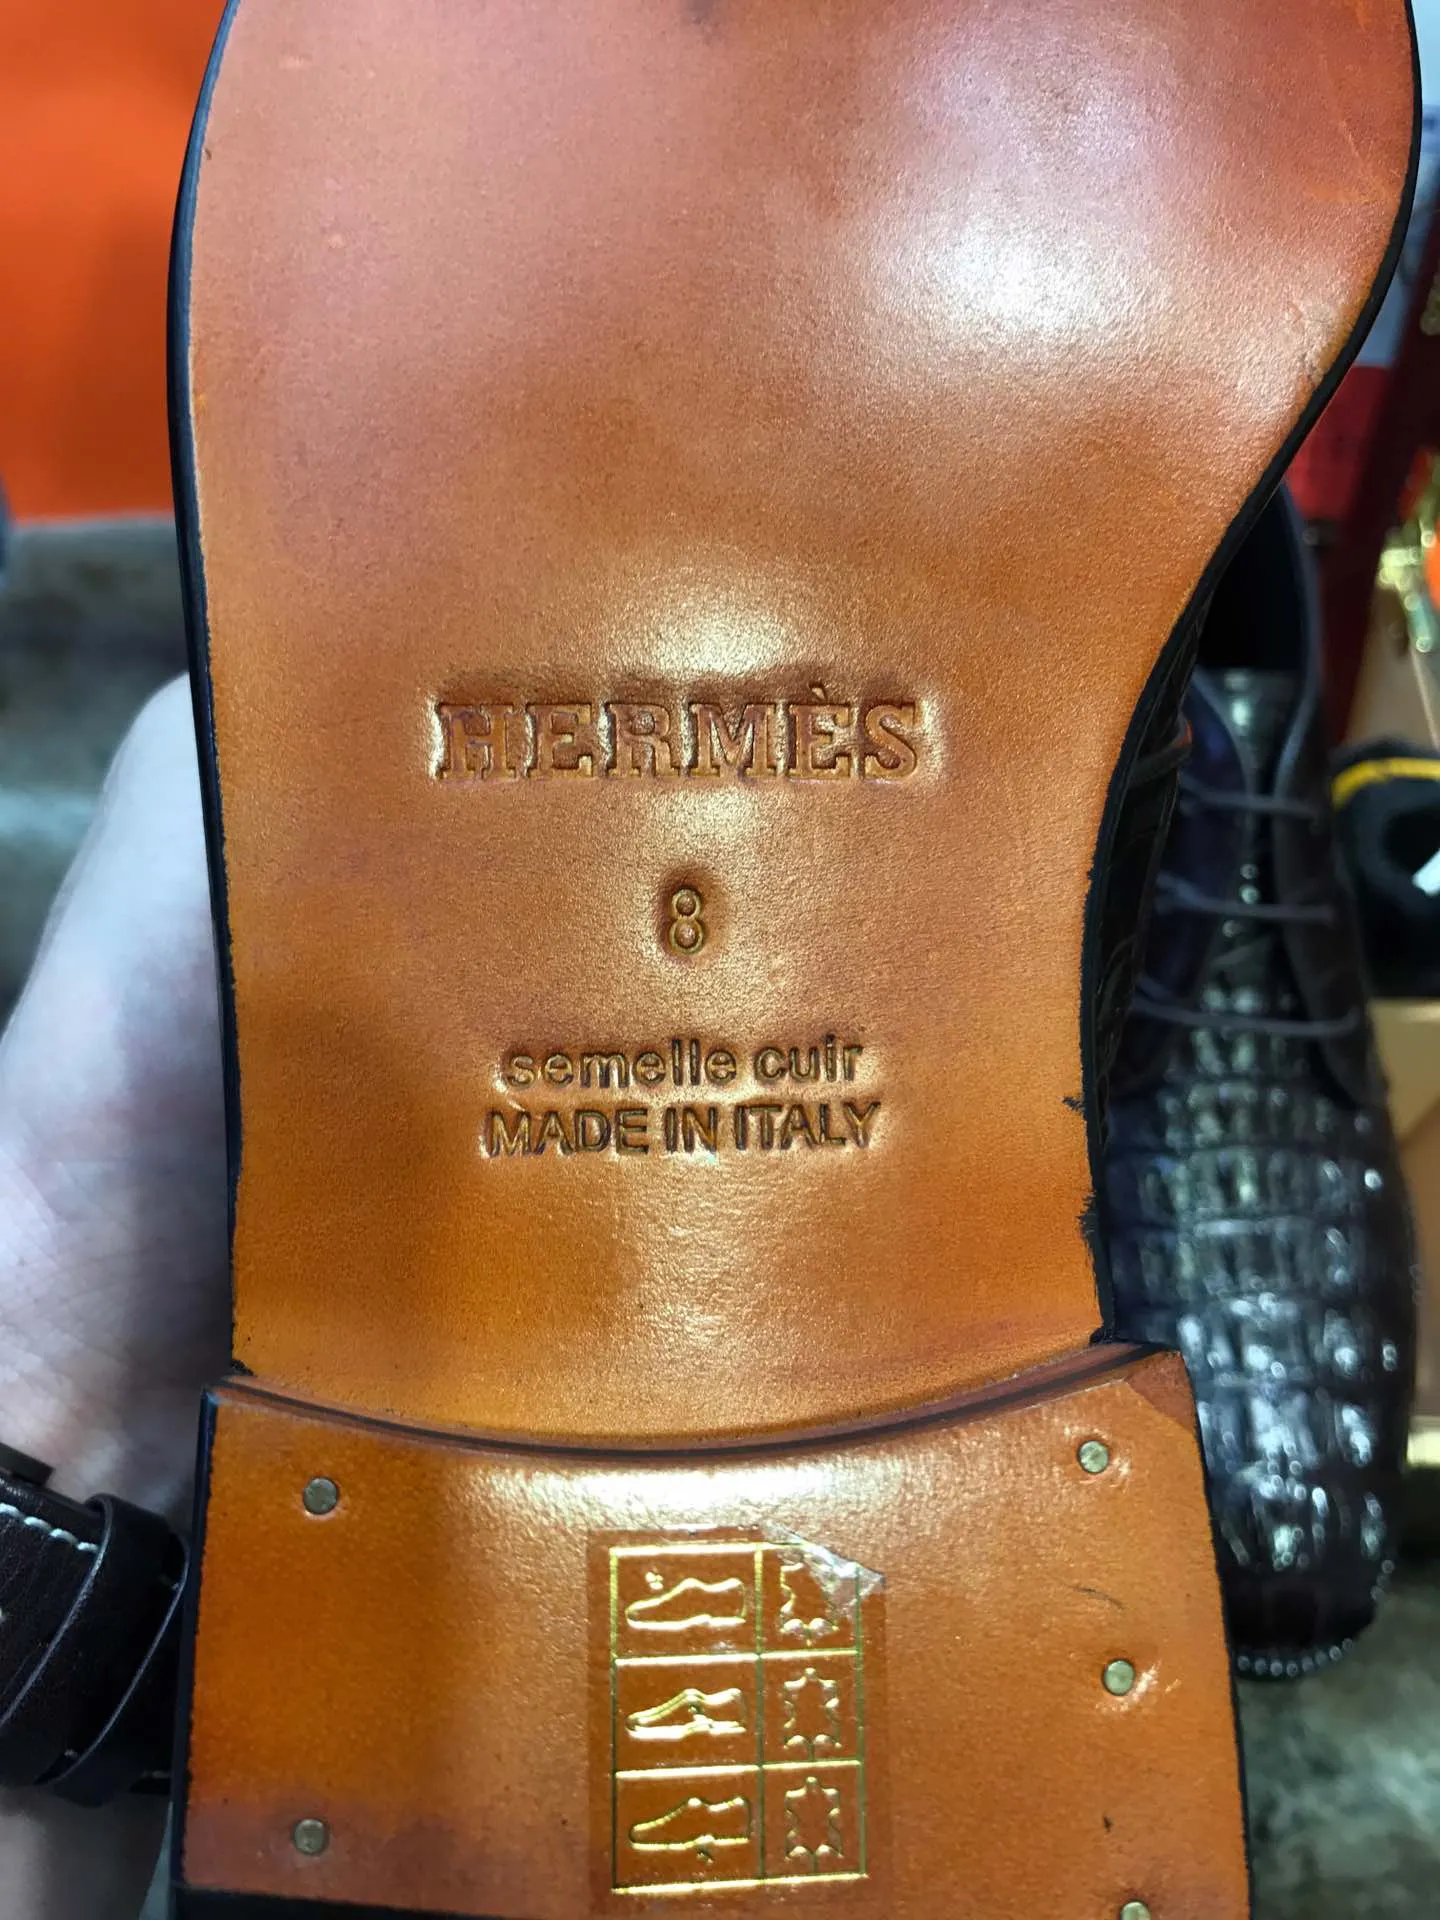 HERMÈS
8
semelle cuir
MADE IN ITALY